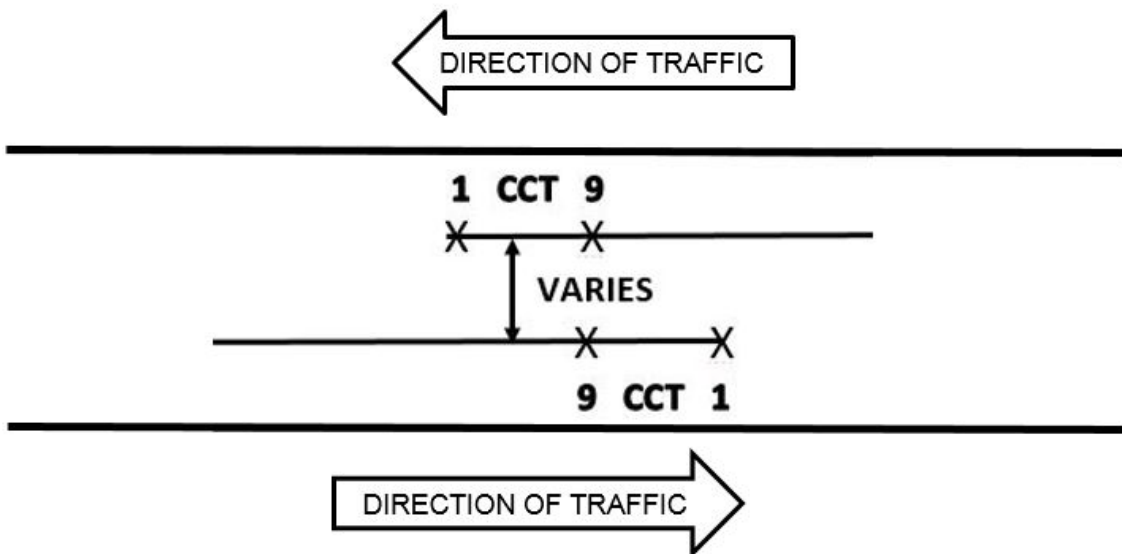 DIRECTION OF TRAFFIC
1 CCT 9
X X
VARIES
X X
9 CCT 1
DIRECTION OF TRAFFIC